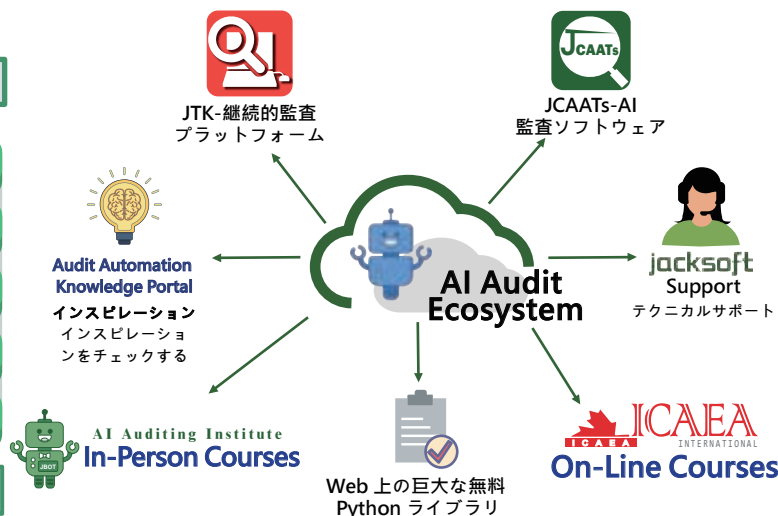 JCAATs
JTK-継続的監査
プラットフォーム
JCAATs-AI
監査ソフトウェア
Audit Automation
Knowledge Portal
インスピレーション
インスピレーショ
ンをチェックする
AI Audit
Ecosystem
jacksoft
Support
テクニカルサポート
JBOT
AI Auditing Institute
In-Person Courses
Web 上の巨大な無料
Python ライブラリ
ICAEA
ICAEA
INTERNATIONAL
On-Line Courses